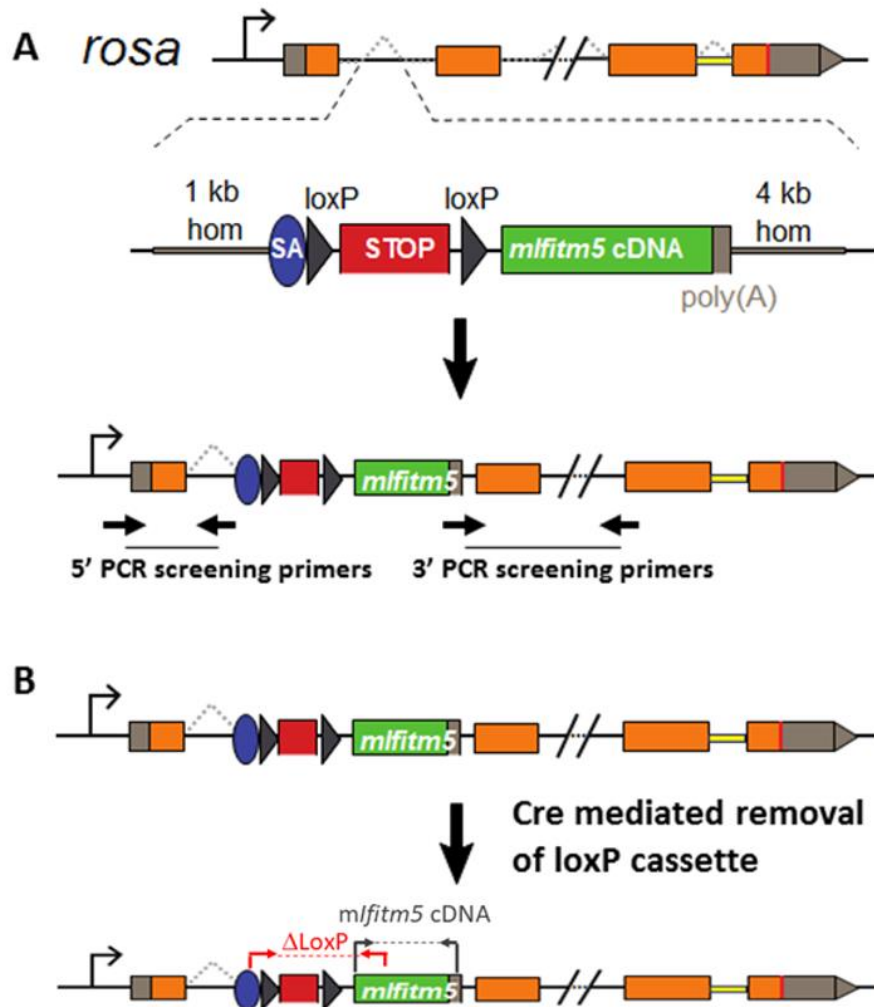 A
rosa
1 kb
hom
loxP
loxP
4 kb
hom
SA
STOP
mIfitm5 cDNA
poly(A)
mIfitm5
5’ PCR screening primers
3’ PCR screening primers
B
mIfitm5
Cre mediated removal
of loxP cassette
mIfitm5 cDNA
ΔLoxP
mIfitm5